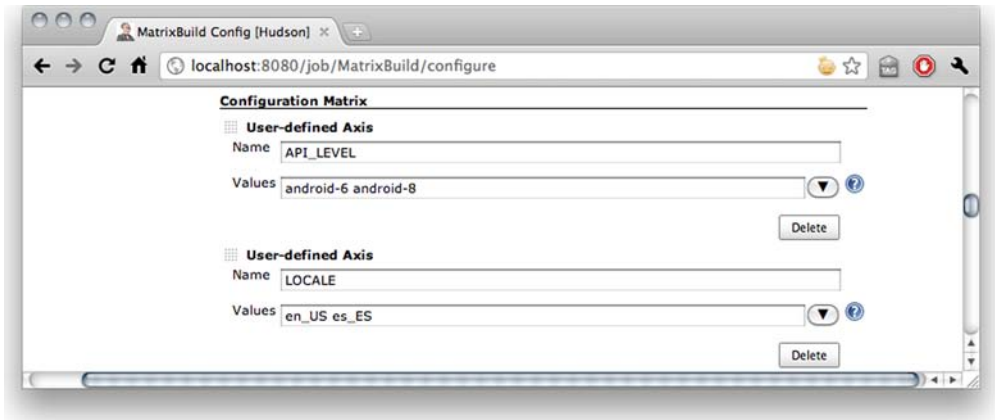 MatrixBuild Config [Hudson]
localhost:8080/job/MatrixBuild/configure
Configuration Matrix
User-defined Axis
Name API_LEVEL
Values android-6 android-8
Delete
User-defined Axis
Name LOCALE
Values en_US es_ES
Delete